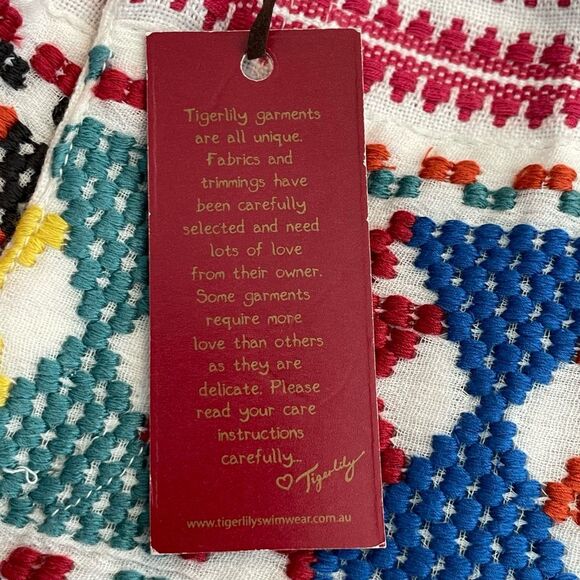 Tigerlily garments
are all unique.
Fabrics and
trimmings have
been carefully
selected and need
lots of love
from their owner.
Some garments
require more
love than others
as they are
delicate. Please
read your care
instructions
carefully...
♡ Tigerlily
www.tigerlilyswimwear.com.au